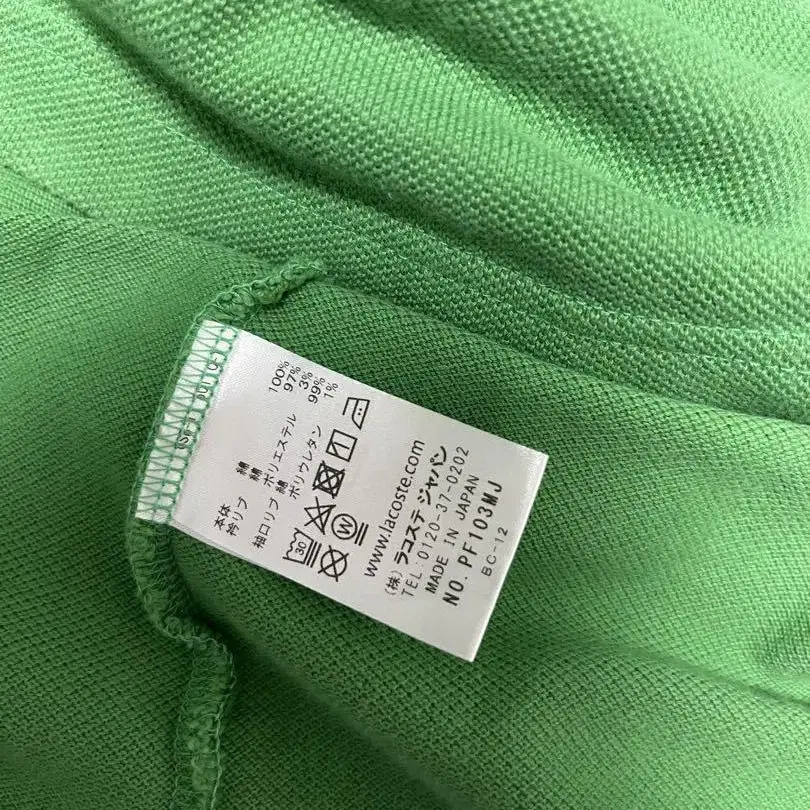 本体 綿 100%
衿リブ 綿 97%
ポリエステル 3%
袖口リブ 綿 99%
ポリウレタン 1%
30
W
www.lacoste.com
(株)ラコステ ジャパン
TEL:0120-37-0202
MADE IN JAPAN
NO. PF103MJ
BC-12